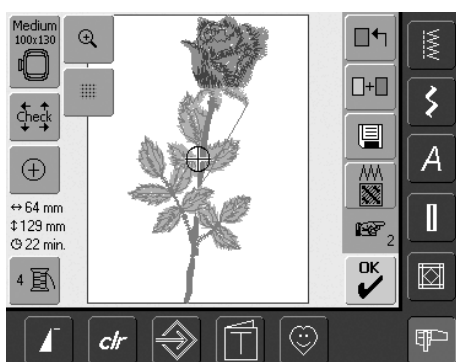 Medium
100x130
Check
↔ 64 mm
↕ 129 mm
22 min.
4
2
OK
A
clr
T